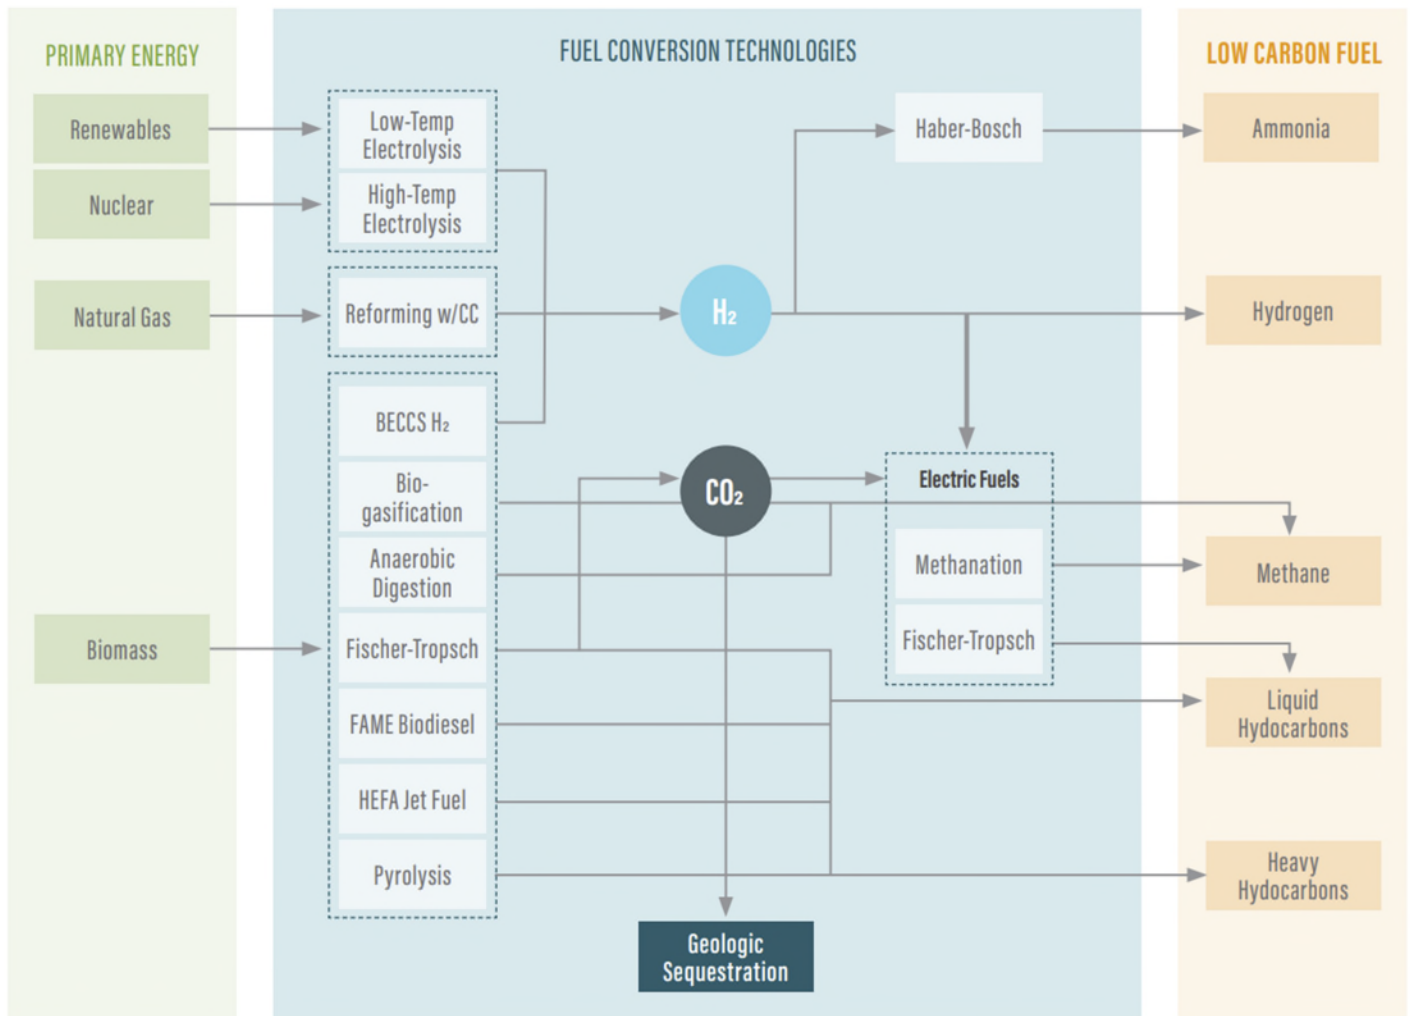 PRIMARY ENERGY
FUEL CONVERSION TECHNOLOGIES
LOW CARBON FUEL
Renewables
Nuclear
Natural Gas
Biomass
Low-Temp
Electrolysis
High-Temp
Electrolysis
Reforming w/CC
BECCS H₂
Bio-
gasification
Anaerobic
Digestion
Fischer-Tropsch
FAME Biodiesel
HEFA Jet Fuel
Pyrolysis
H₂
CO₂
Geologic
Sequestration
Haber-Bosch
Electric Fuels
Methanation
Fischer-Tropsch
Ammonia
Hydrogen
Methane
Liquid
Hydocarbons
Heavy
Hydocarbons